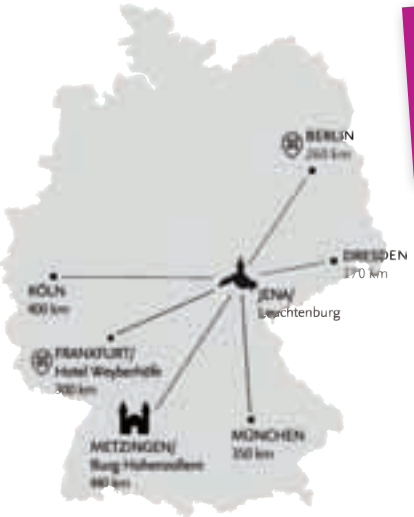 BERLIN
260 km
DRESDEN
170 km
KÖLN
400 km
JENA/
Leuchtenburg
FRANKFURT/
Hotel Weyberhöfe
300 km
METZINGEN/
Burg Hohenzollern
km
MÜNCHEN
350 km